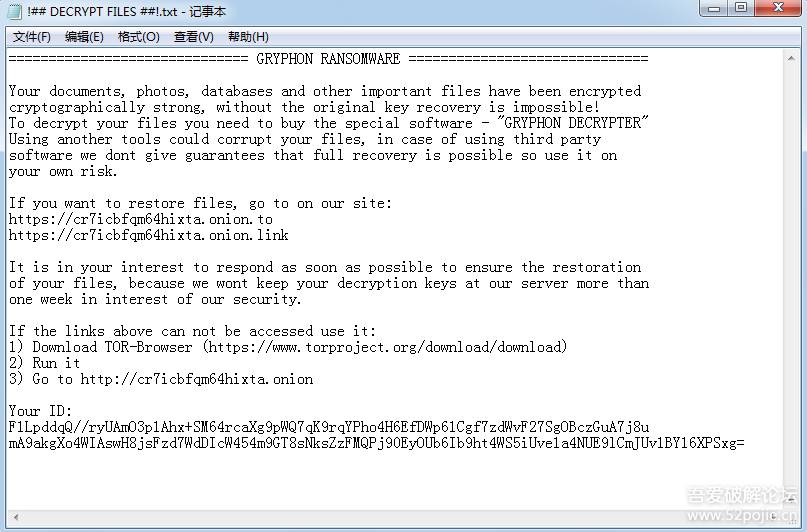 !## DECRYPT FILES ##!.txt - 记事本
文件(F) 编辑(E) 格式(O) 查看(V) 帮助(H)
============================== GRYPHON RANSOMWARE ==============================
Your documents, photos, databases and other important files have been encrypted
cryptographically strong, without the original key recovery is impossible!
To decrypt your files you need to buy the special software - "GRYPHON DECRYPTER"
Using another tools could corrupt your files, in case of using third party
software we dont give guarantees that full recovery is possible so use it on
your own risk.
If you want to restore files, go to on our site:
https://cr7icbfqm64hixta.onion.to
https://cr7icbfqm64hixta.onion.link
It is in your interest to respond as soon as possible to ensure the restoration
of your files, because we wont keep your decryption keys at our server more than
one week in interest of our security.
If the links above can not be accessed use it:
1) Download TOR-Browser (https://www.torproject.org/download/download)
2) Run it
3) Go to http://cr7icbfqm64hixta.onion
Your ID:
F1LpddqQ//ryUAmO3p1Ahx+SM64rcaXg9pWQ7qK9rqYPho4H6EfDWp61Cgf7zdWvF27SgOBczGuA7j8u
mA9akgXo4WIAswH8jsFzd7WdDIcW454m9GT8sNksZzFMQPj90EyOUb6Ib9ht4WS5iUve1a4NUE9lCmJUv1BY16XPSxg=
吾爱破解论坛
www.52pojie.cn